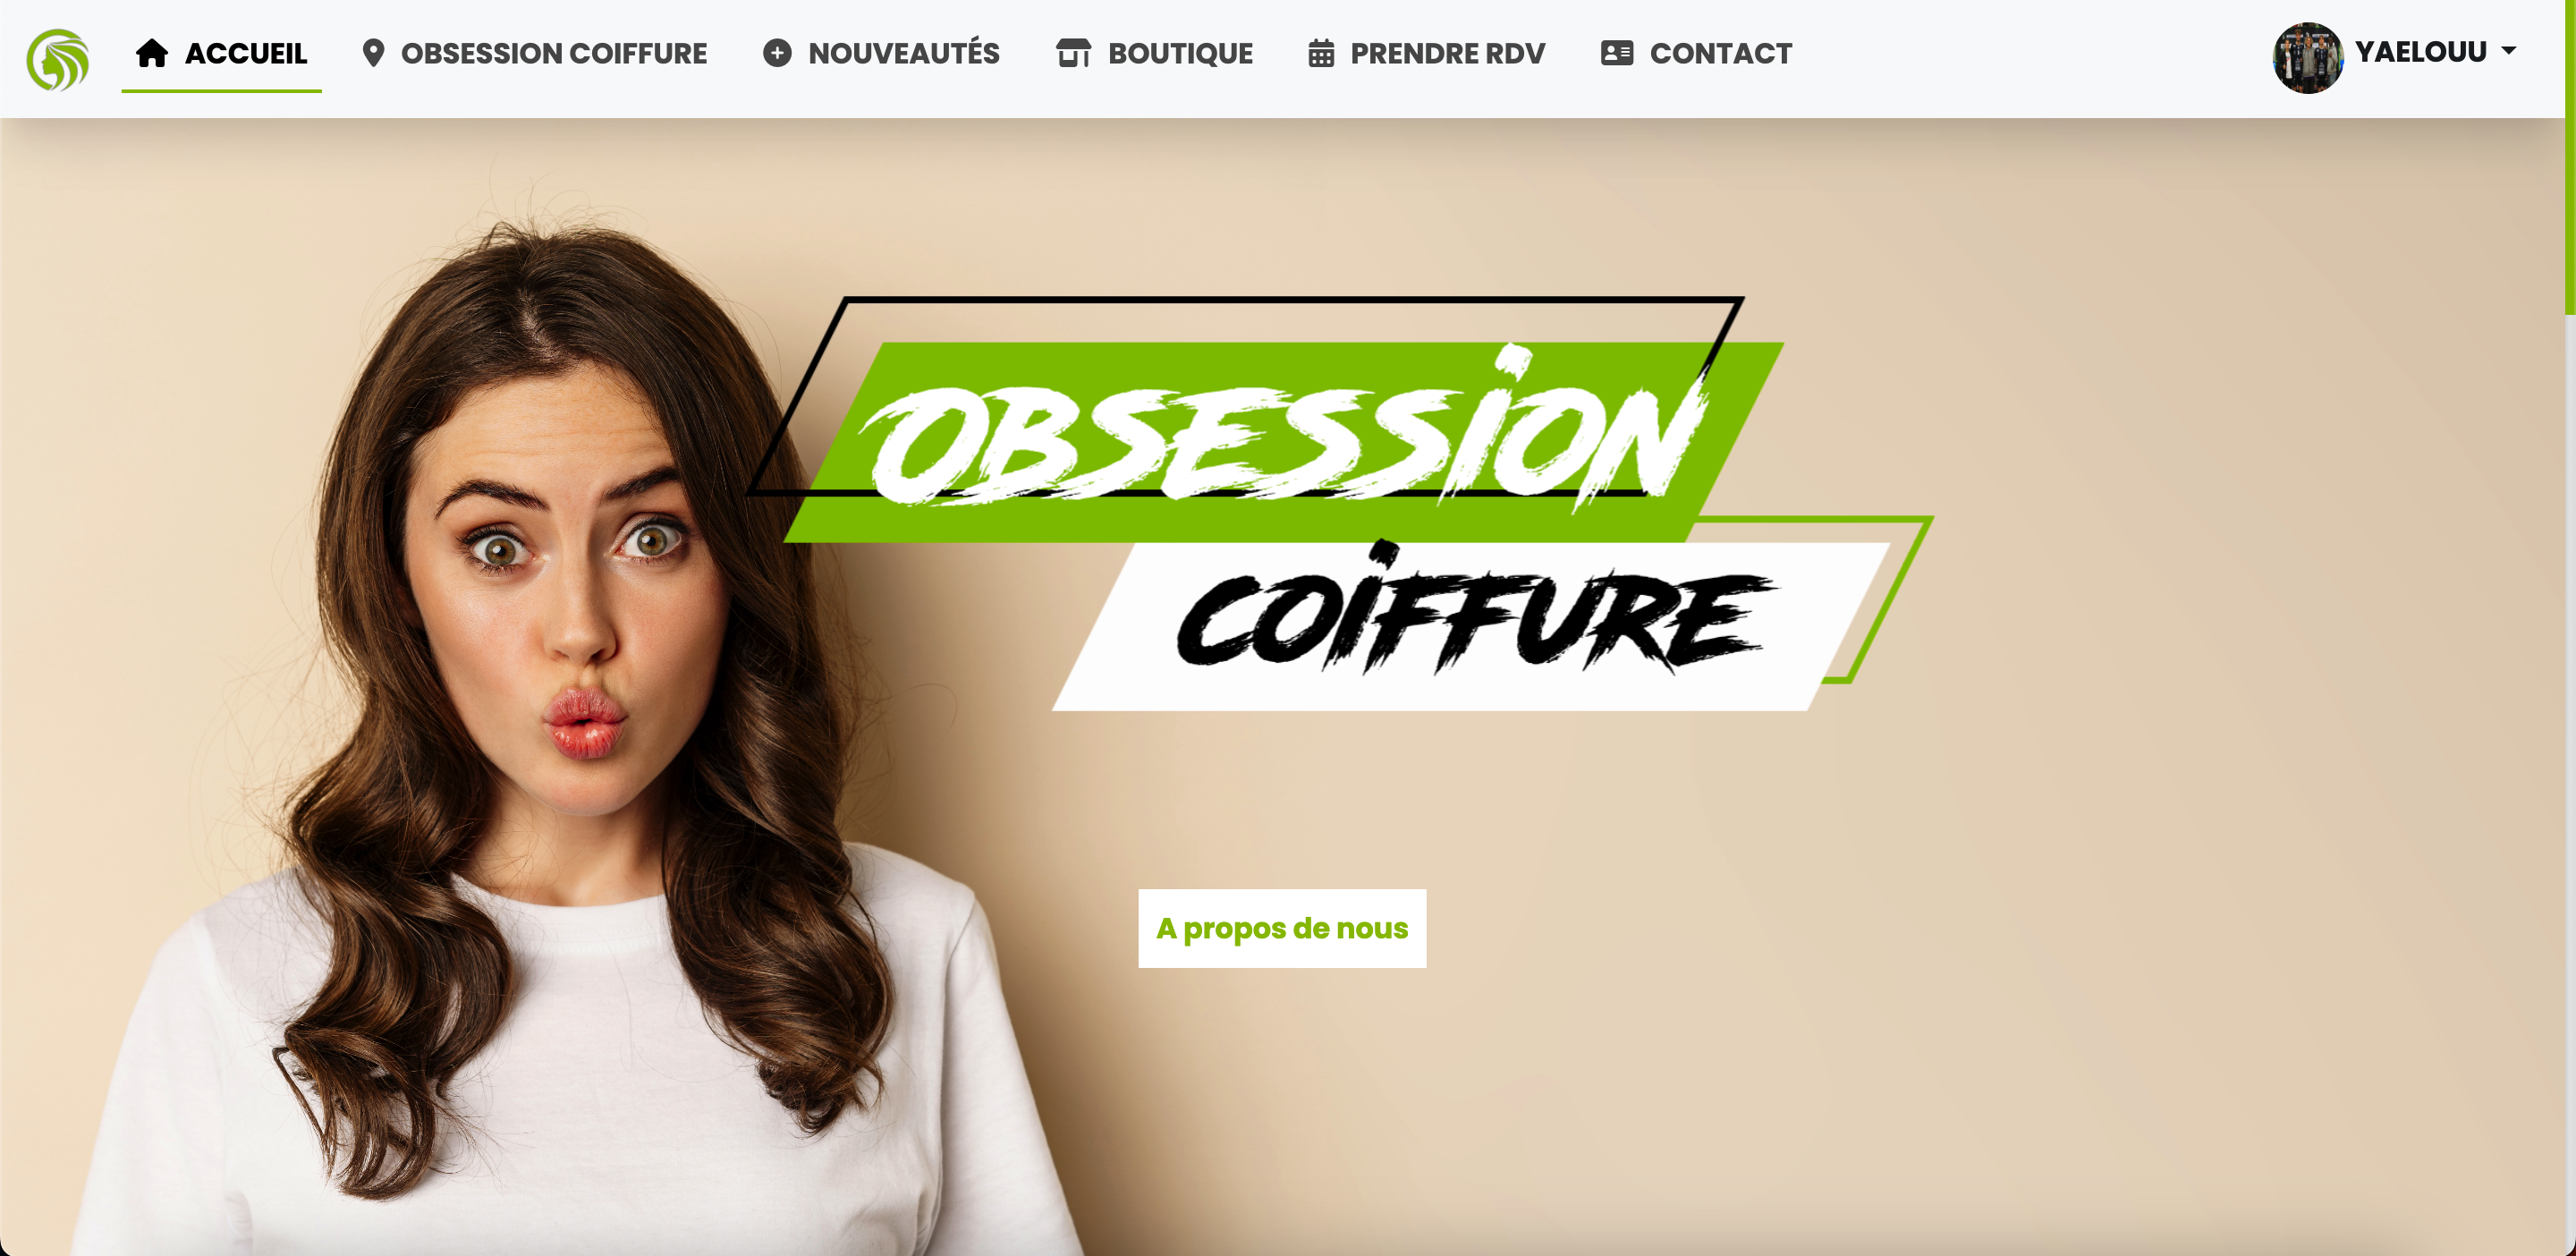 ACCUEIL
OBSESSION COIFFURE
NOUVEAUTÉS
BOUTIQUE
PRENDRE RDV
CONTACT
YAELOUU
OBSESSION
COIFFURE
A propos de nous